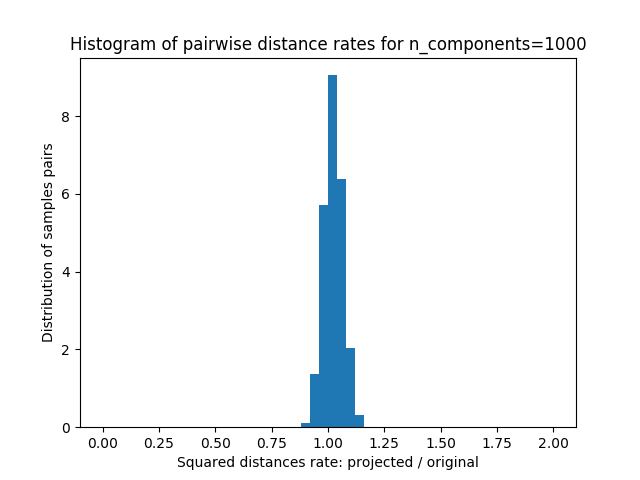 Histogram of pairwise distance rates for n_components=1000
Distribution of samples pairs
8
6
4
2
0
0.00 0.25 0.50 0.75 1.00 1.25 1.50 1.75 2.00
Squared distances rate: projected / original